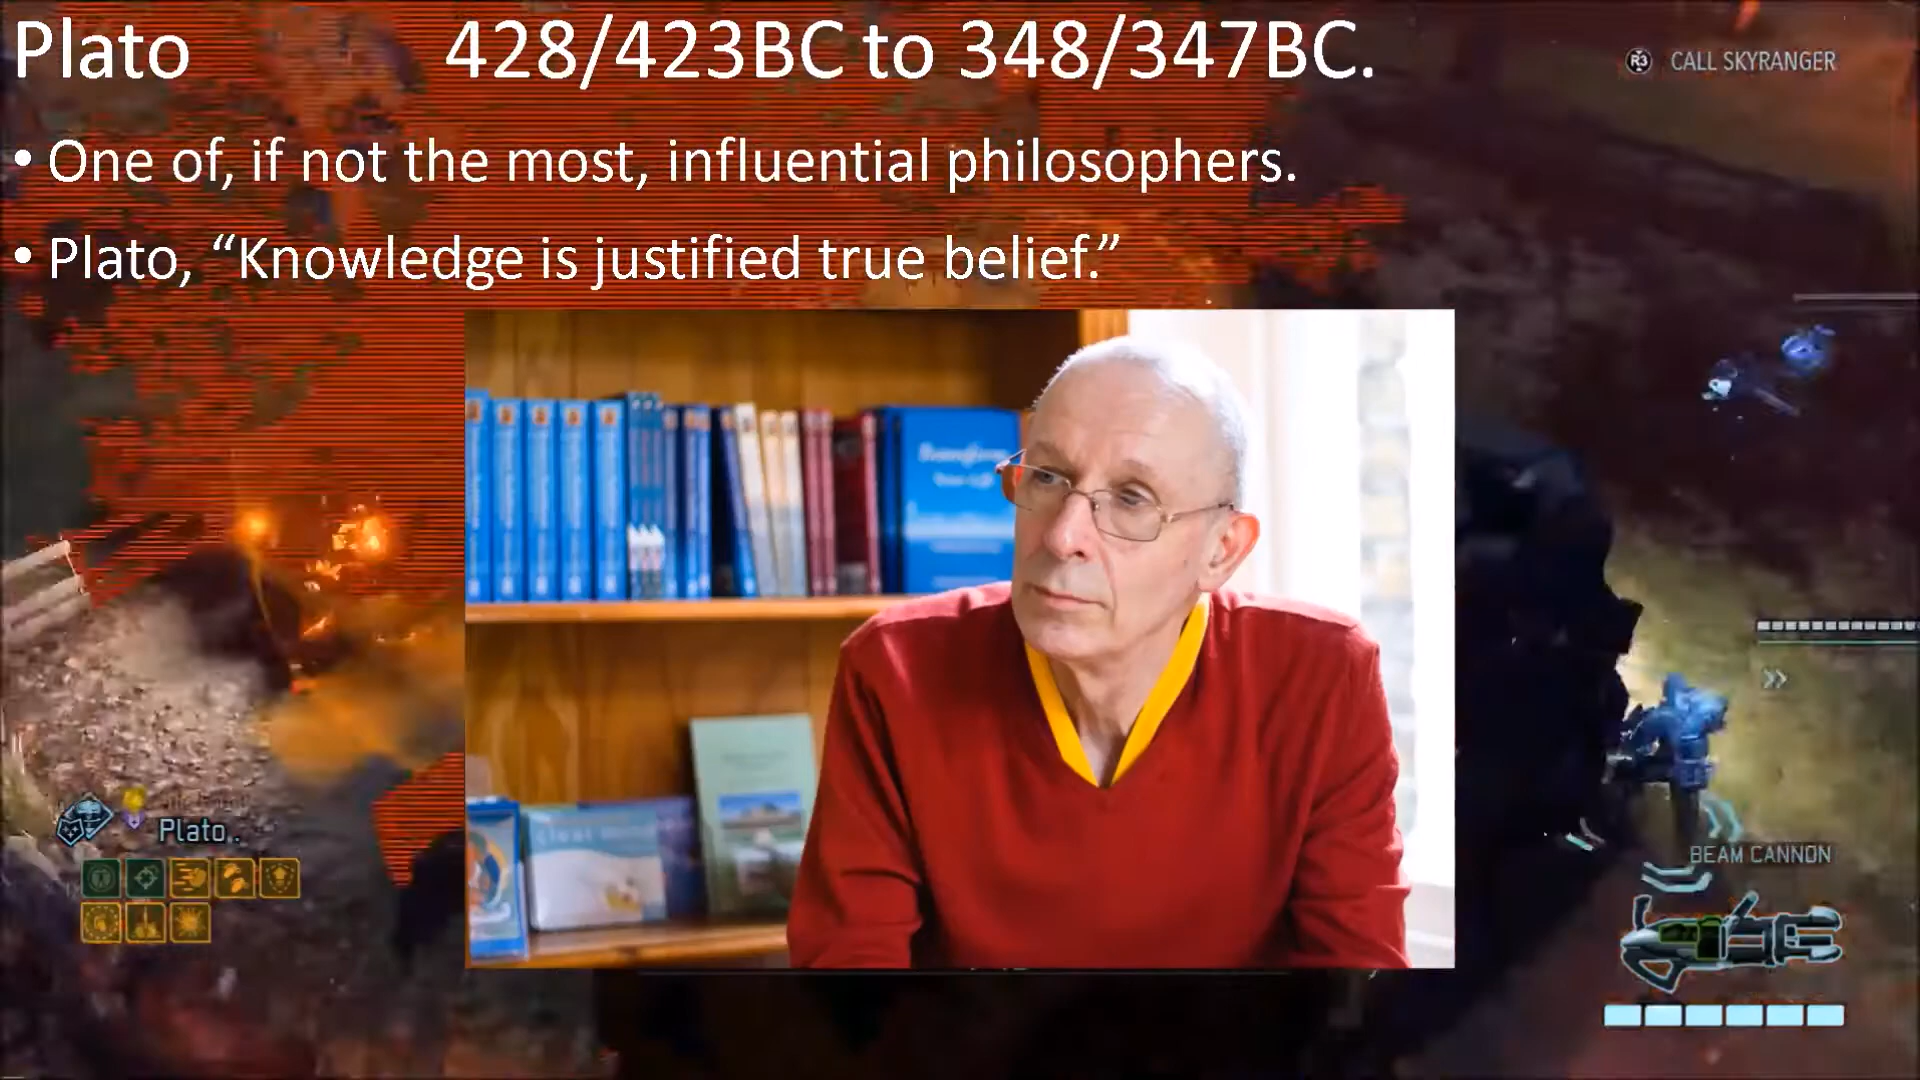 Plato 428/423BC to 348/347BC.
• One of, if not the most, influential philosophers.
• Plato, “Knowledge is justified true belief.”
R3 CALL SKYRANGER
Plato
BEAM CANNON